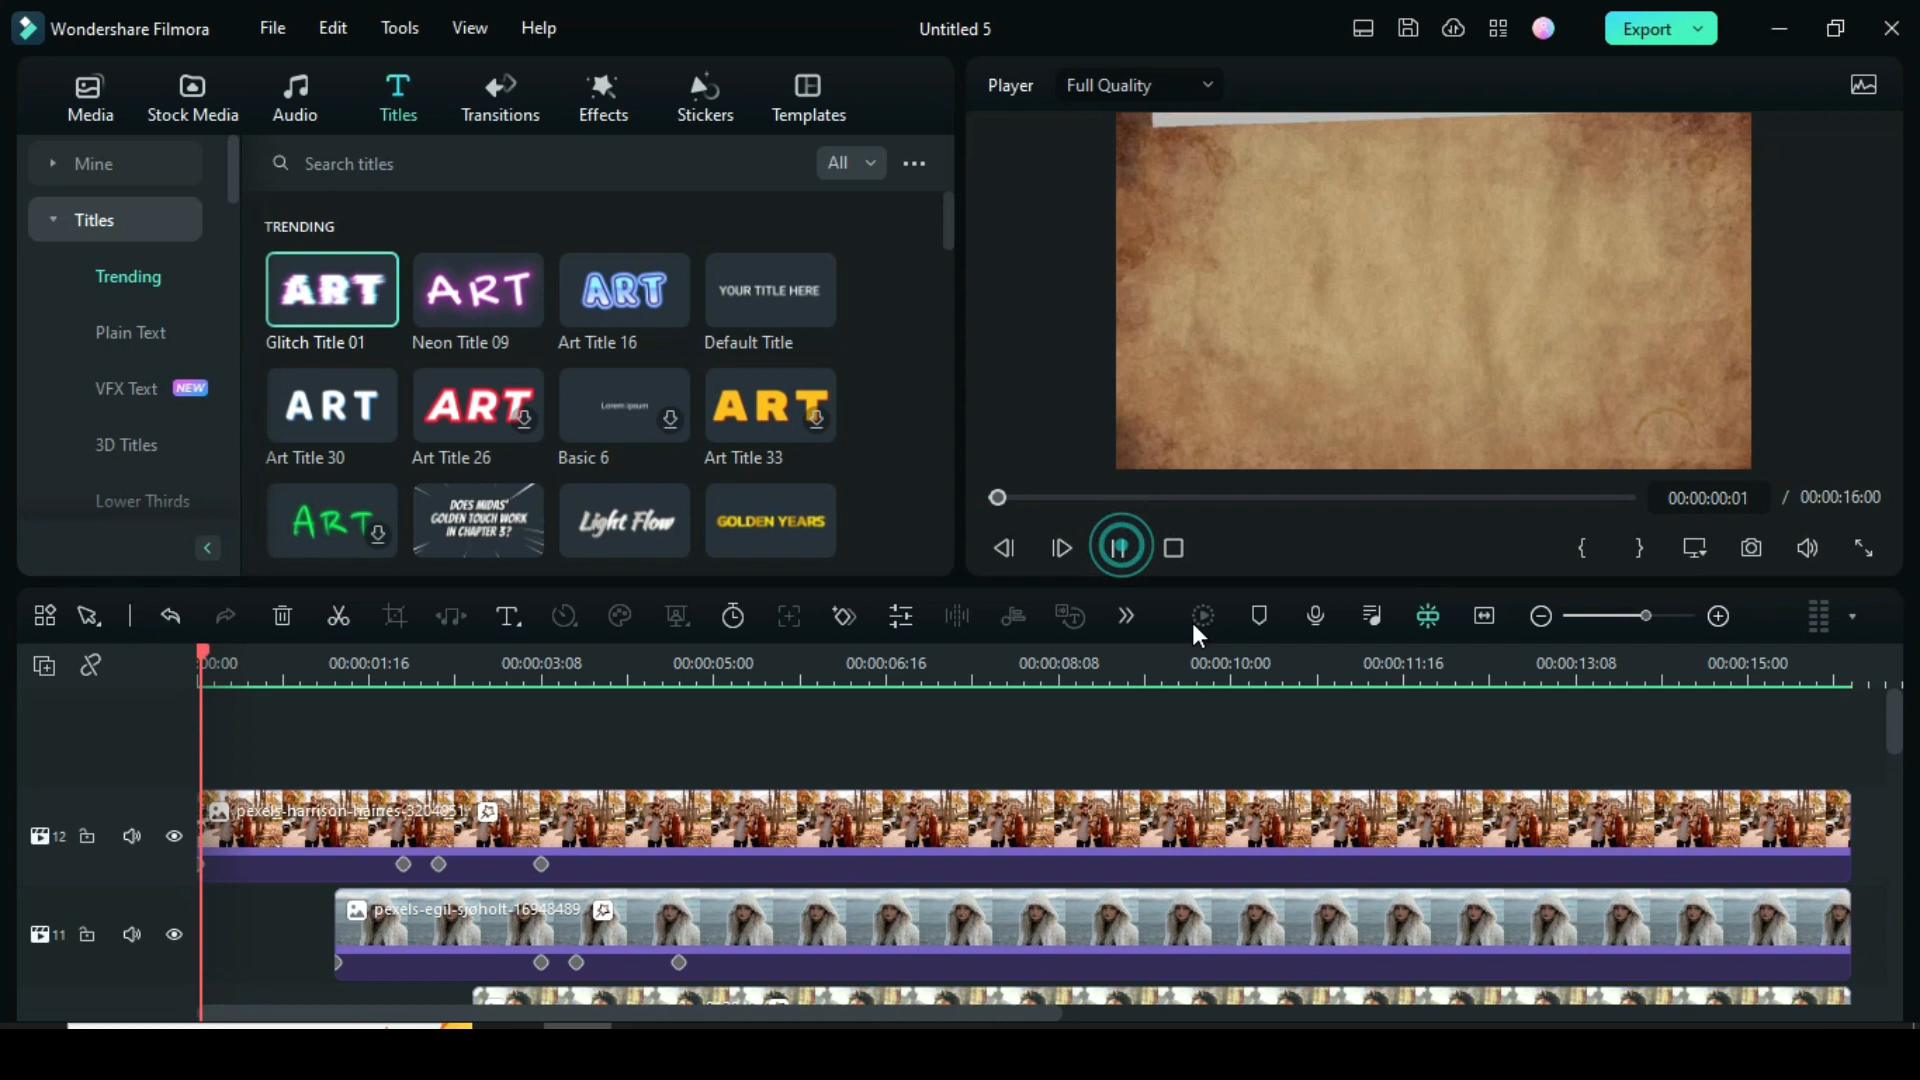 Wondershare Filmora File Edit Tools View Help Untitled 5 Export
Media Stock Media Audio Titles Transitions Effects Stickers Templates
Player Full Quality
Mine
Search titles All
Titles
TRENDING
Trending
ART ART ART YOUR TITLE HERE
Glitch Title 01 Neon Title 09 Art Title 16 Default Title
Plain Text
VFX Text NEW
ART ART Lorem ipsum ART
3D Titles
Art Title 30 Art Title 26 Basic 6 Art Title 33
Lower Thirds
00:00:00:01 / 00:00:16:00
ART
DOES MIDAS'
GOLDEN TOUCH WORK
IN CHAPTER 3?
Light Flow
GOLDEN YEARS
:00:00 00:00:01:16 00:00:03:08 00:00:05:00 00:00:06:16 00:00:08:08 00:00:10:00 00:00:11:16 00:00:13:08 00:00:15:00
pexels-harrison-haines-3204951
12
pexels-egil-sjøholt-16948489
11